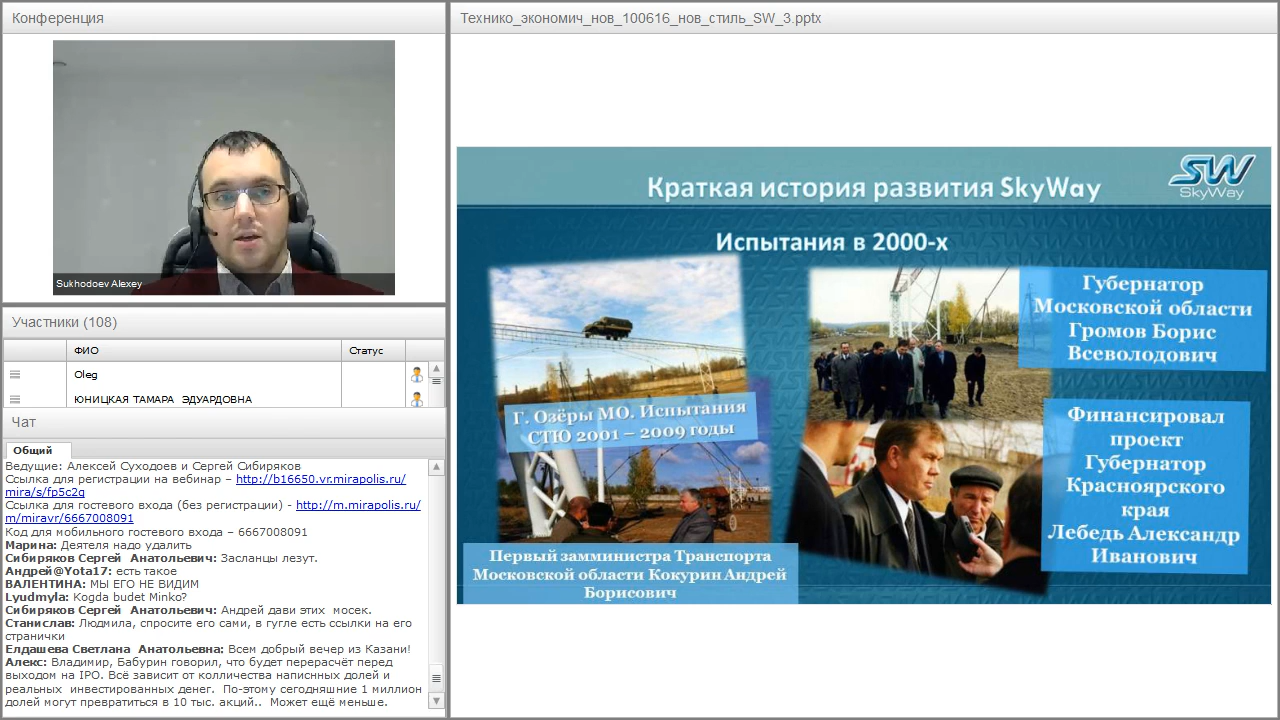 Конференция
Sukhodoev Alexey
Участники (108)
ФИО
Статус
Oleg
ЮНИЦКАЯ ТАМАРА ЭДУАРДОВНА
Чат
Общий
Ведущие: Алексей Суходоев и Сергей Сибиряков
Ссылка для регистрации на вебинар – http://b16650.vr.mirapolis.ru/
mira/s/fp5c2q
Ссылка для гостевого входа (без регистрации) - http://m.mirapolis.ru/
m/miravr/6667008091
Код для мобильного гостевого входа – 6667008091
Марина: Деятеля надо удалить
Сибиряков Сергей Анатольевич: Засланцы лезут.
Андрей@Yota17: есть такое
ВАЛЕНТИНА: МЫ ЕГО НЕ ВИДИМ
Lyudmyla: Kogda budet Minko?
Сибиряков Сергей Анатольевич: Андрей дави этих мосек.
Станислав: Людмила, спросите его сами, в гугле есть ссылки на его
странички
Елдашева Светлана Анатольевна: Всем добрый вечер из Казани!
Алекс: Владимир, Бабурин говорил, что будет перерасчёт перед
выходом на IPO. Всё зависит от колличества написнных долей и
реальных инвестированных денег. По-этому сегодняшние 1 миллион
долей могут превратиться в 10 тыс. акций.. Может ещё меньше.
Технико_экономич_нов_100616_нов_стиль_SW_3.pptx
Краткая история развития SkyWay
SW
SkyWay
Испытания в 2000-х
Г. Озёры МО. Испытания
СТЮ 2001 – 2009 годы
Первый замминистра Транспорта
Московской области Кокурин Андрей
Борисович
Губернатор
Московской области
Громов Борис
Всеволодович
Финансировал
проект
Губернатор
Красноярского
края
Лебедь Александр
Иванович